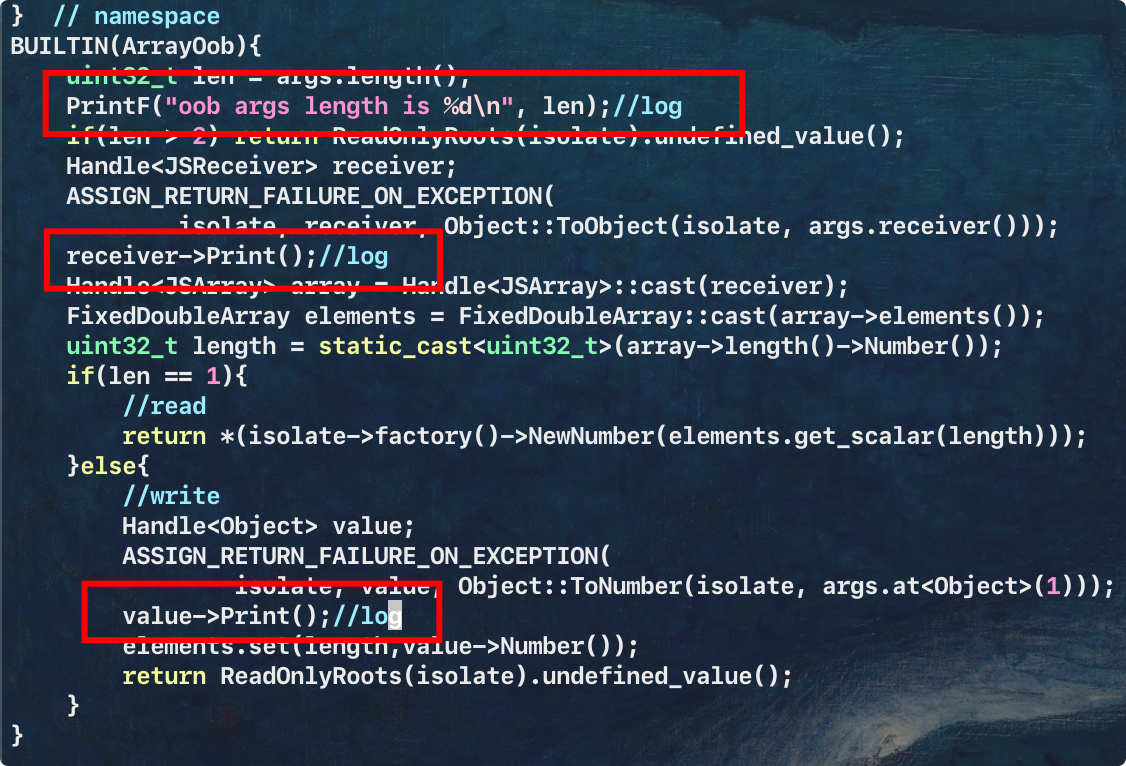 }  // namespace
BUILTIN(ArrayOob){
    uint32_t len = args.length();
    PrintF("oob args length is %d\n", len);//log
    if(len > 2) return ReadOnlyRoots(isolate).undefined_value();
    Handle<JSReceiver> receiver;
    ASSIGN_RETURN_FAILURE_ON_EXCEPTION(
            isolate, receiver, Object::ToObject(isolate, args.receiver()));
    receiver->Print();//log
    Handle<JSArray> array = Handle<JSArray>::cast(receiver);
    FixedDoubleArray elements = FixedDoubleArray::cast(array->elements());
    uint32_t length = static_cast<uint32_t>(array->length()->Number());
    if(len == 1){
        //read
        return *(isolate->factory()->NewNumber(elements.get_scalar(length)));
    }else{
        //write
        Handle<Object> value;
        ASSIGN_RETURN_FAILURE_ON_EXCEPTION(
                isolate, value, Object::ToNumber(isolate, args.at<Object>(1)));
        value->Print();//log
        elements.set(length,value->Number());
        return ReadOnlyRoots(isolate).undefined_value();
    }
}